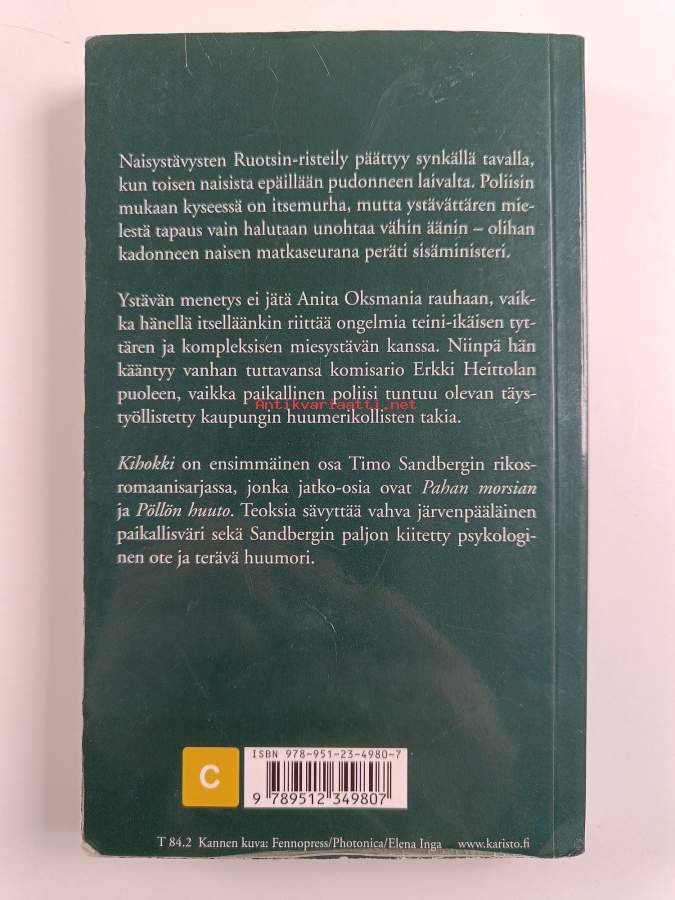 Naisystävysten Ruotsin-risteily päättyy synkällä tavalla,
kun toisen naisista epäillään pudonneen laivalta. Poliisin
mukaan kyseessä on itsemurha, mutta ystävättären mie-
lestä tapaus vain halutaan unohtaa vähin äänin – olihan
kadonneen naisen matkaseurana peräti sisäministeri.
Ystävän menetys ei jätä Anita Oksmania rauhaan, vaik-
ka hänellä itselläänkin riittää ongelmia teini-ikäisen tyt-
tären ja kompleksisen miesystävän kanssa. Niinpä hän
kääntyy vanhan tuttavansa komisario Erkki Heittolan
puoleen, vaikka paikallinen poliisi tuntuu olevan täys-
Antikvariaatti.net
työllistetty kaupungin huumerikollisten takia.
Kihokki on ensimmäinen osa Timo Sandbergin rikos-
romaanisarjassa, jonka jatko-osia ovat Pahan morsian
ja Pöllön huuto. Teoksia sävyttää vahva järvenpääläinen
paikallisväri sekä Sandbergin paljon kiitetty psykologi-
nen ote ja terävä huumori.
C
ISBN 978-951-23-4980-7
9 789512 349807
T 84.2 Kannen kuva: Fennopress/Photonica/Elena Inga www.karisto.fi